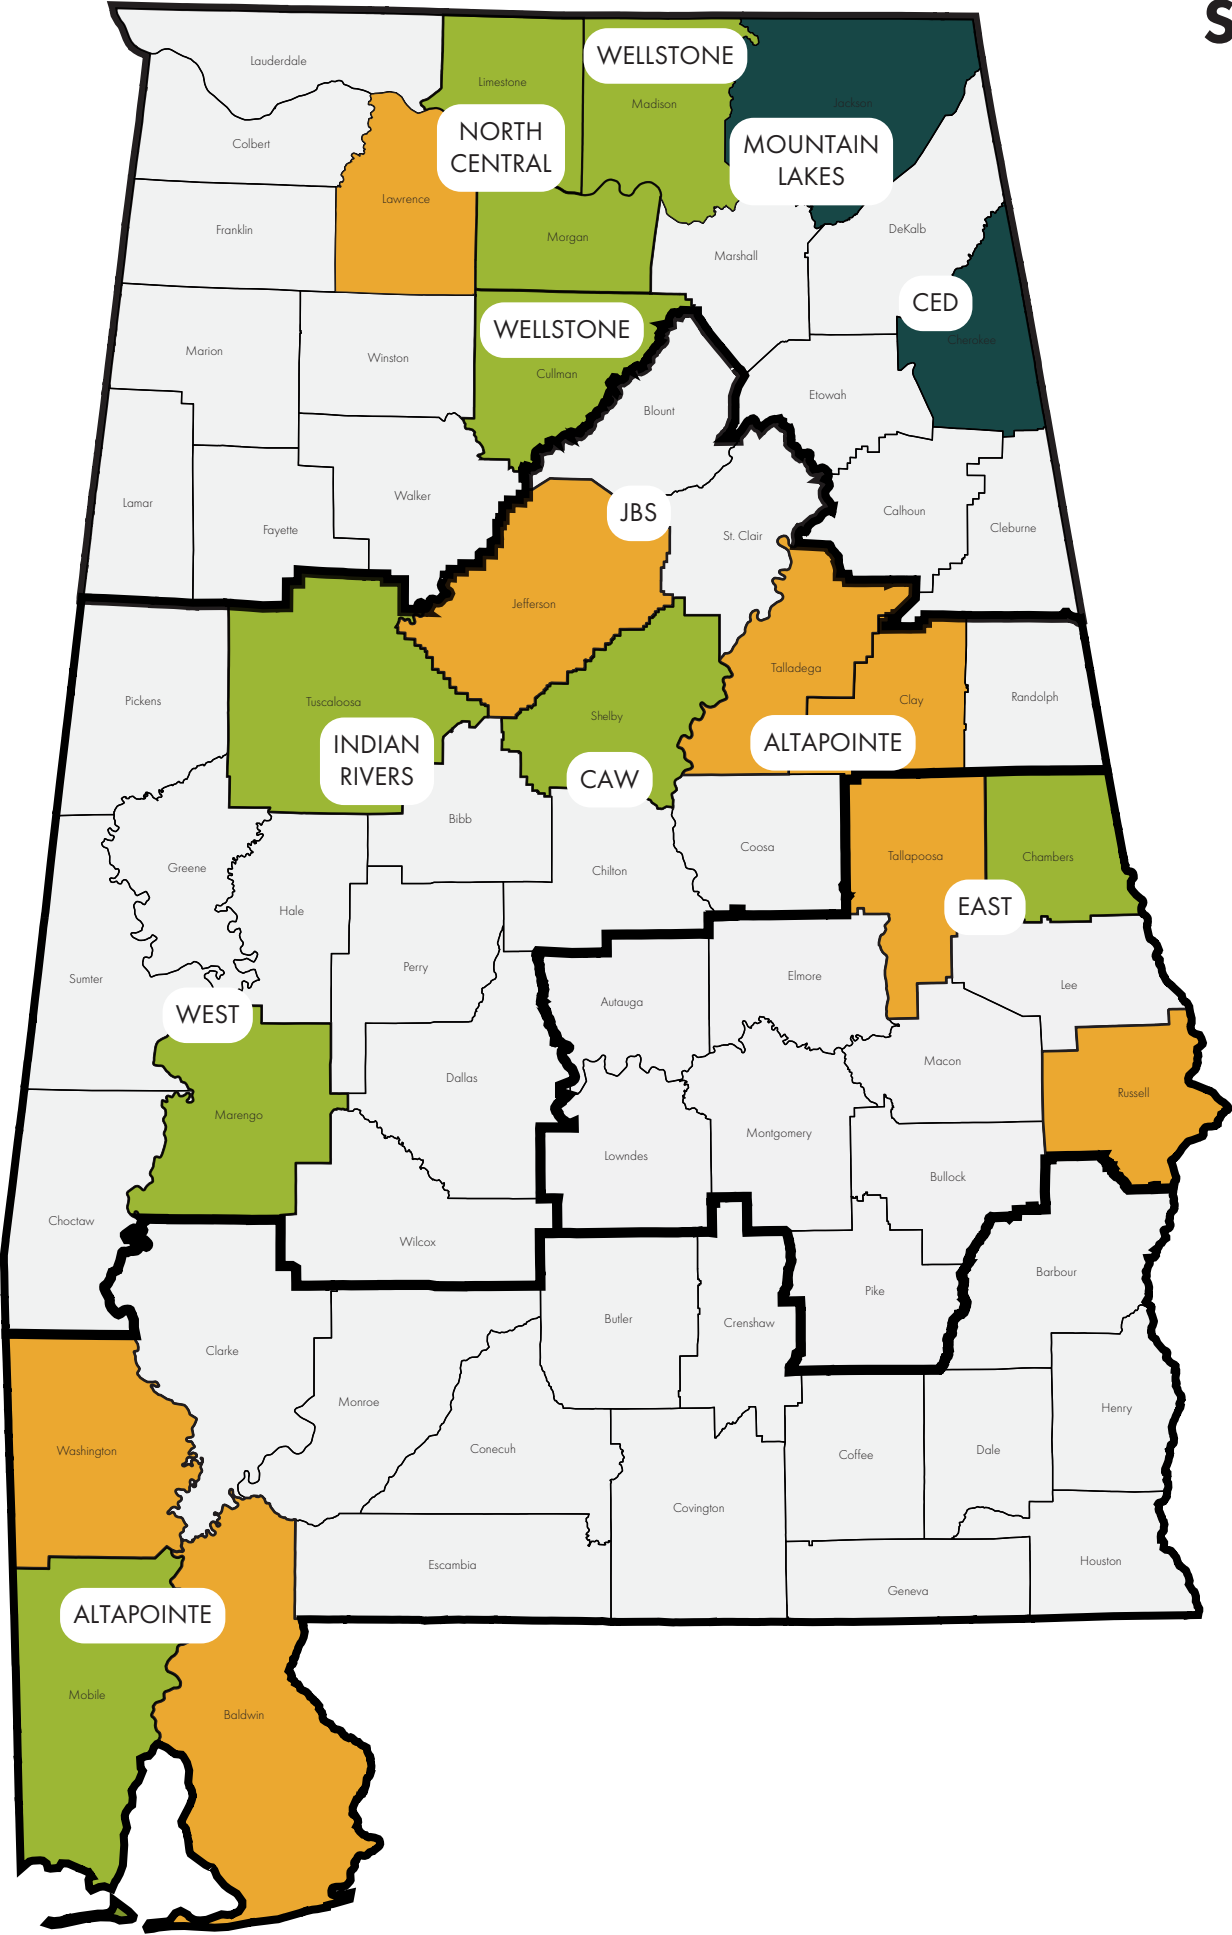 S
Lauderdale
Limestone
WELLSTONE
Madison
Jackson
Colbert
NORTH
CENTRAL
MOUNTAIN
LAKES
Lawrence
Franklin
Morgan
Marshall
DeKalb
CED
Cherokee
WELLSTONE
Marion
Winston
Cullman
Etowah
Blount
Lamar
Walker
Fayette
JBS
St. Clair
Calhoun
Cleburne
Jefferson
Talladega
Pickens
Tuscaloosa
Shelby
Clay
Randolph
INDIAN
RIVERS
CAW
ALTAPOINTE
Bibb
Greene
Chilton
Coosa
Tallapoosa
Chambers
Hale
EAST
Sumter
Perry
Autauga
Elmore
Lee
WEST
Dallas
Macon
Marengo
Russell
Lowndes
Montgomery
Bullock
Choctaw
Wilcox
Barbour
Pike
Butler
Crenshaw
Clarke
Monroe
Henry
Washington
Conecuh
Coffee
Dale
Covington
Escambia
Geneva
Houston
ALTAPOINTE
Mobile
Baldwin